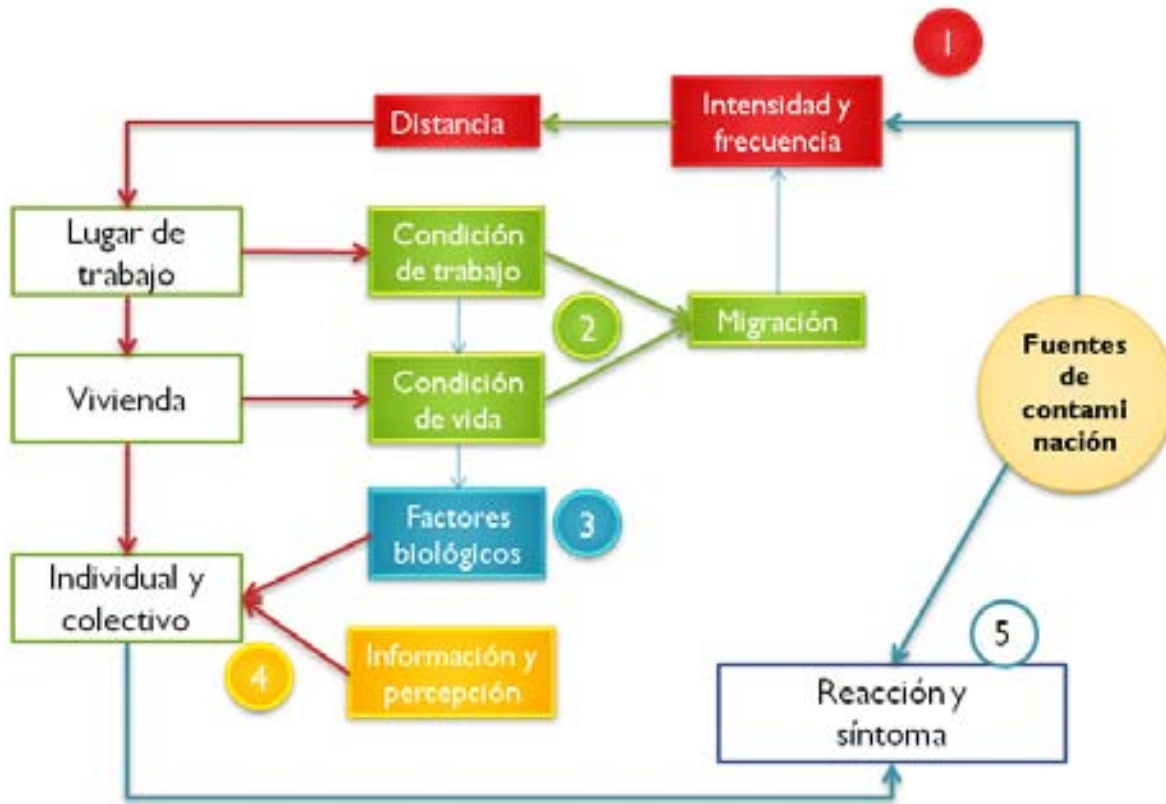 1
Intensidad y
frecuencia
Distancia
Lugar de
trabajo
Condición
de trabajo
2
Migración
Fuentes
de
contami
nación
Vivienda
Condición
de vida
Factores
biológicos
3
Individual y
colectivo
4
Información y
percepción
5
Reacción y
síntoma